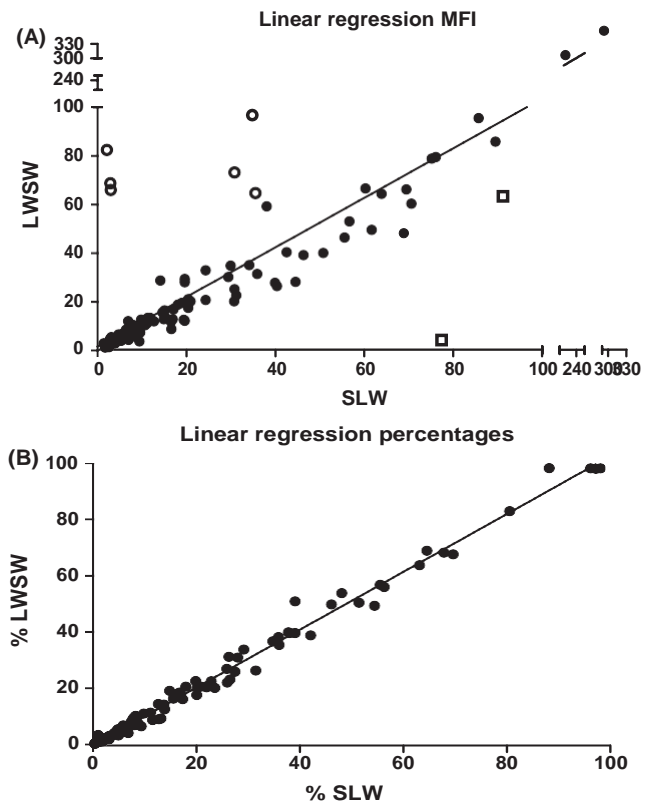 Linear regression MFI
(A)
330
300
240
100
80
60
40
20
0
LWSW
0 20 40 60 80 100 240 300 330
SLW
Linear regression percentages
(B)
100
80
60
40
20
0
% LWSW
0 20 40 60 80 100
% SLW